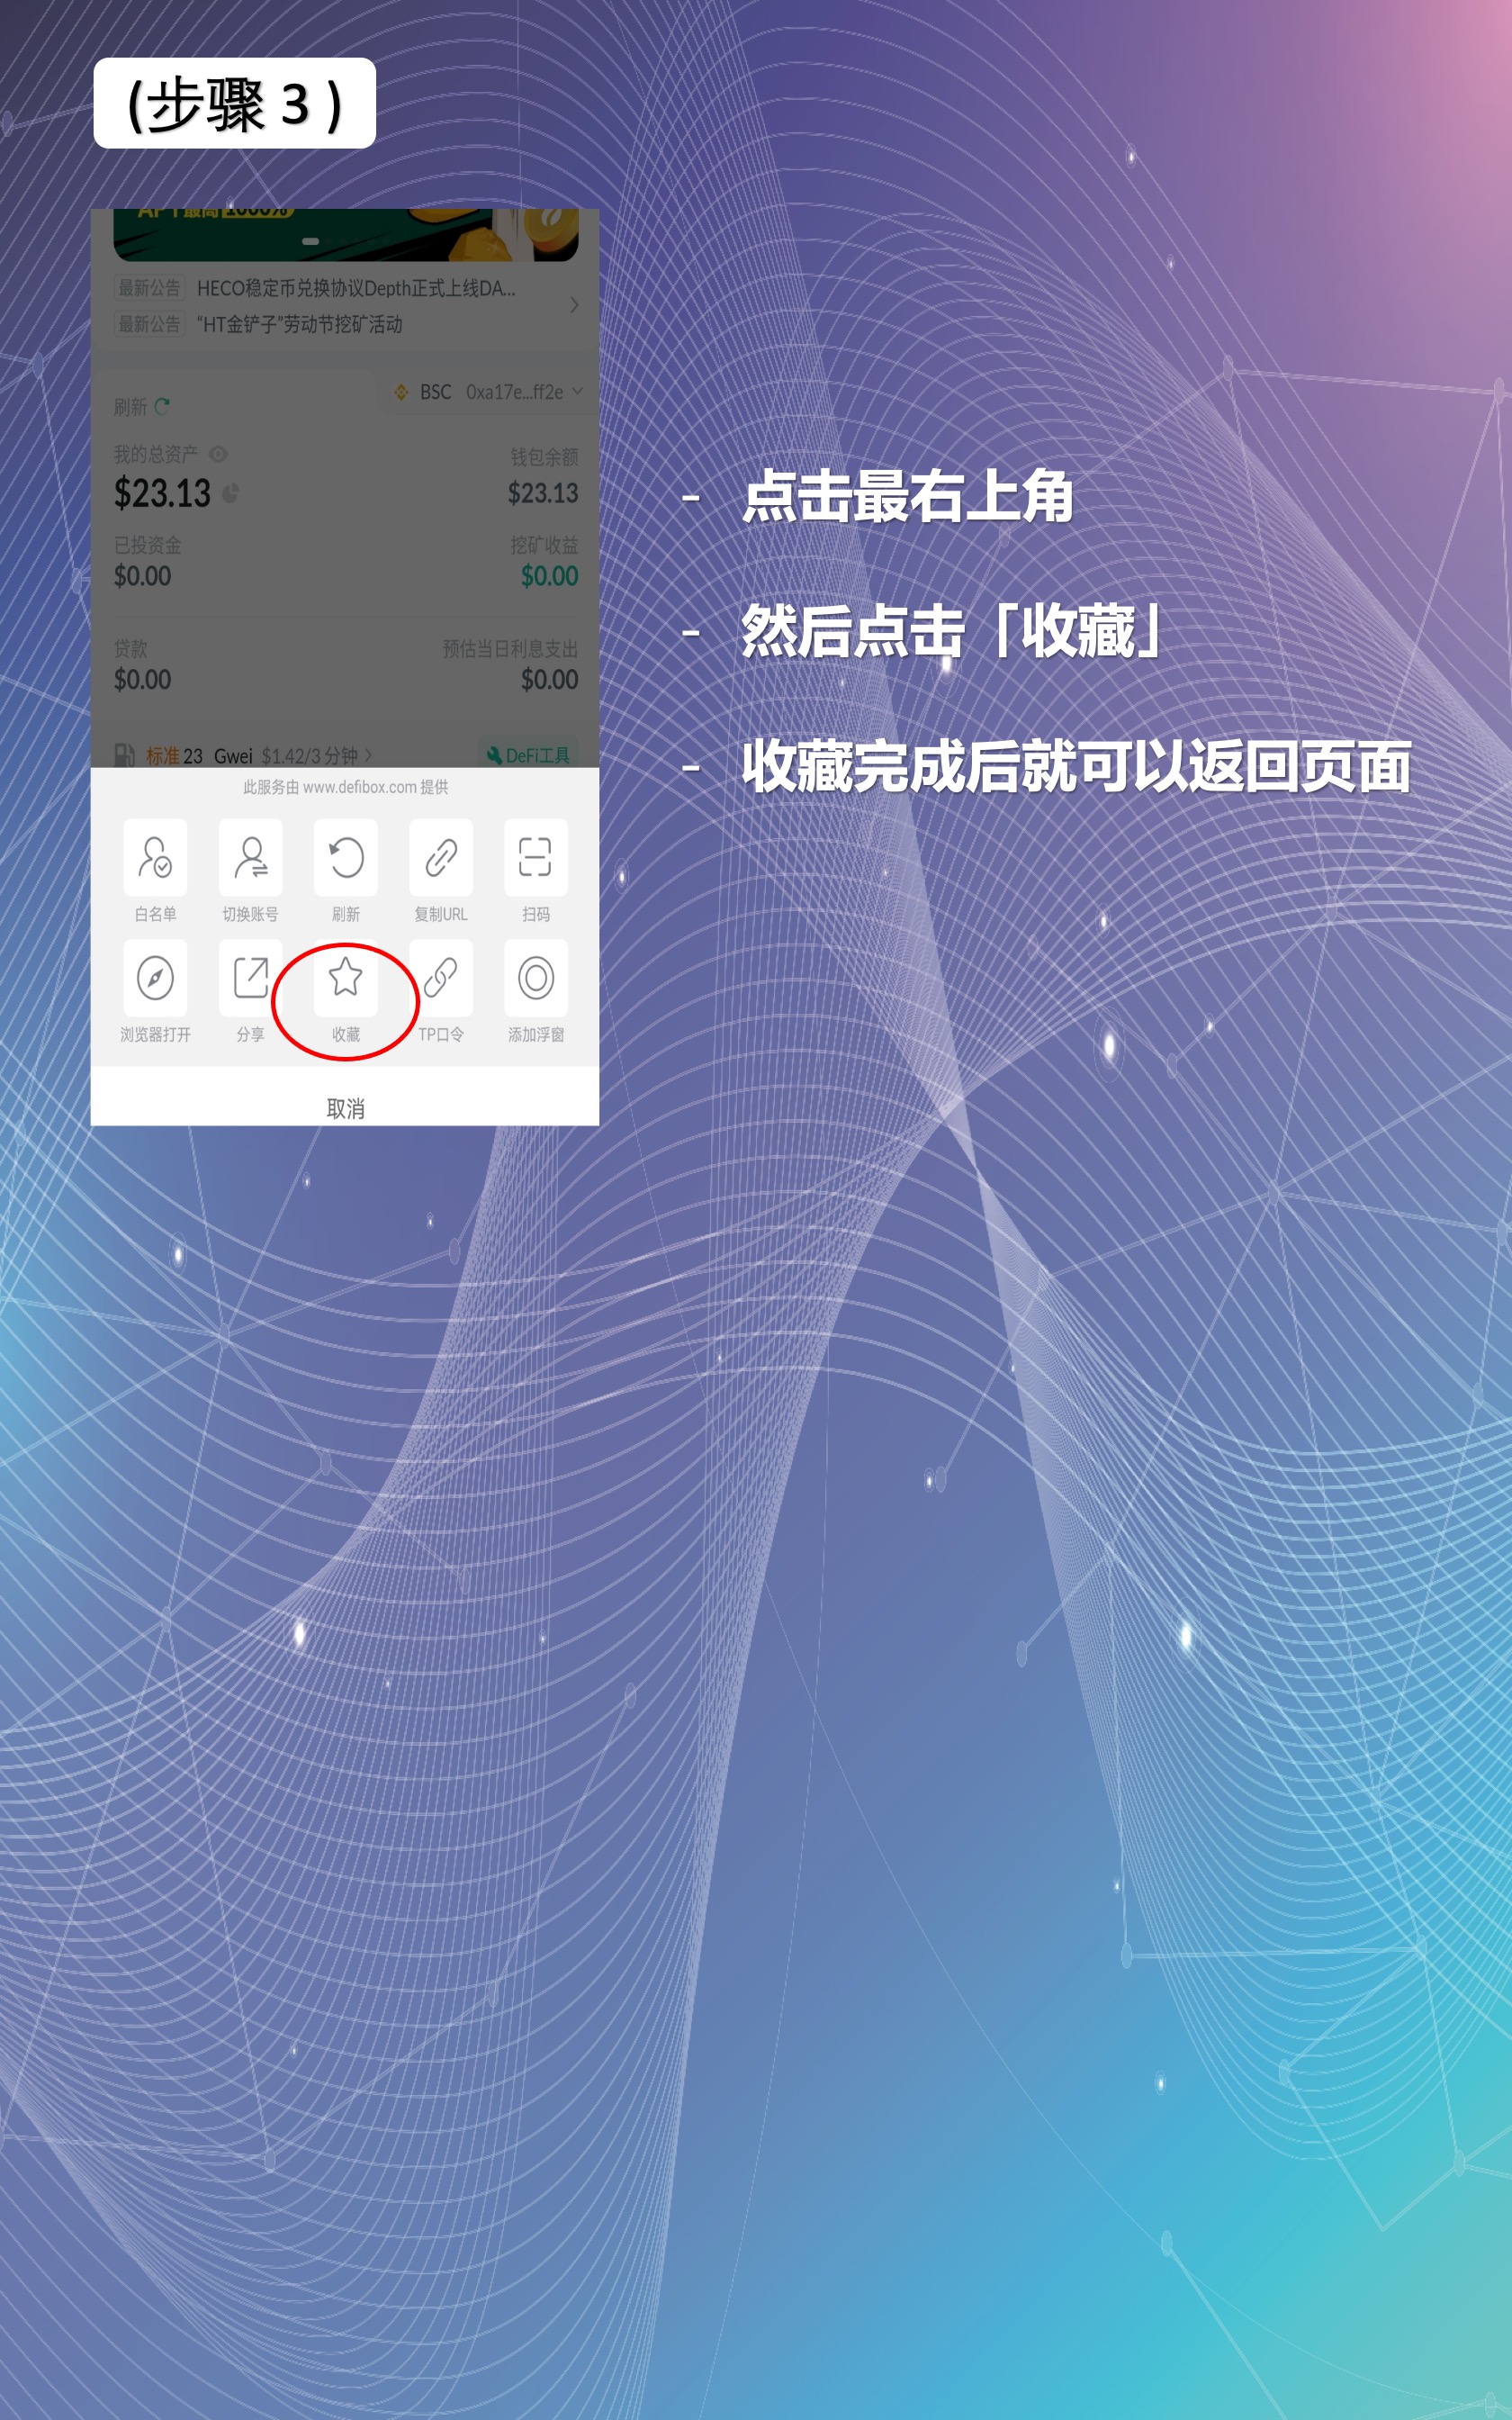 (步骤 3 )
APY最高1000%
最新公告 HECO稳定币兑换协议Depth正式上线DA...
最新公告 “HT金铲子”劳动节挖矿活动
BSC 0xa17e...ff2e
刷新
我的总资产 钱包余额
$23.13 $23.13
已投资金 挖矿收益
$0.00 $0.00
贷款 预估当日利息支出
$0.00 $0.00
标准 23 Gwei $1.42/3 分钟 DeFi工具
此服务由 www.defibox.com 提供
白名单 切换账号 刷新 复制URL 扫码
浏览器打开 分享 收藏 TP口令 添加浮窗
取消
- 点击最右上角
- 然后点击「收藏」
- 收藏完成后就可以返回页面